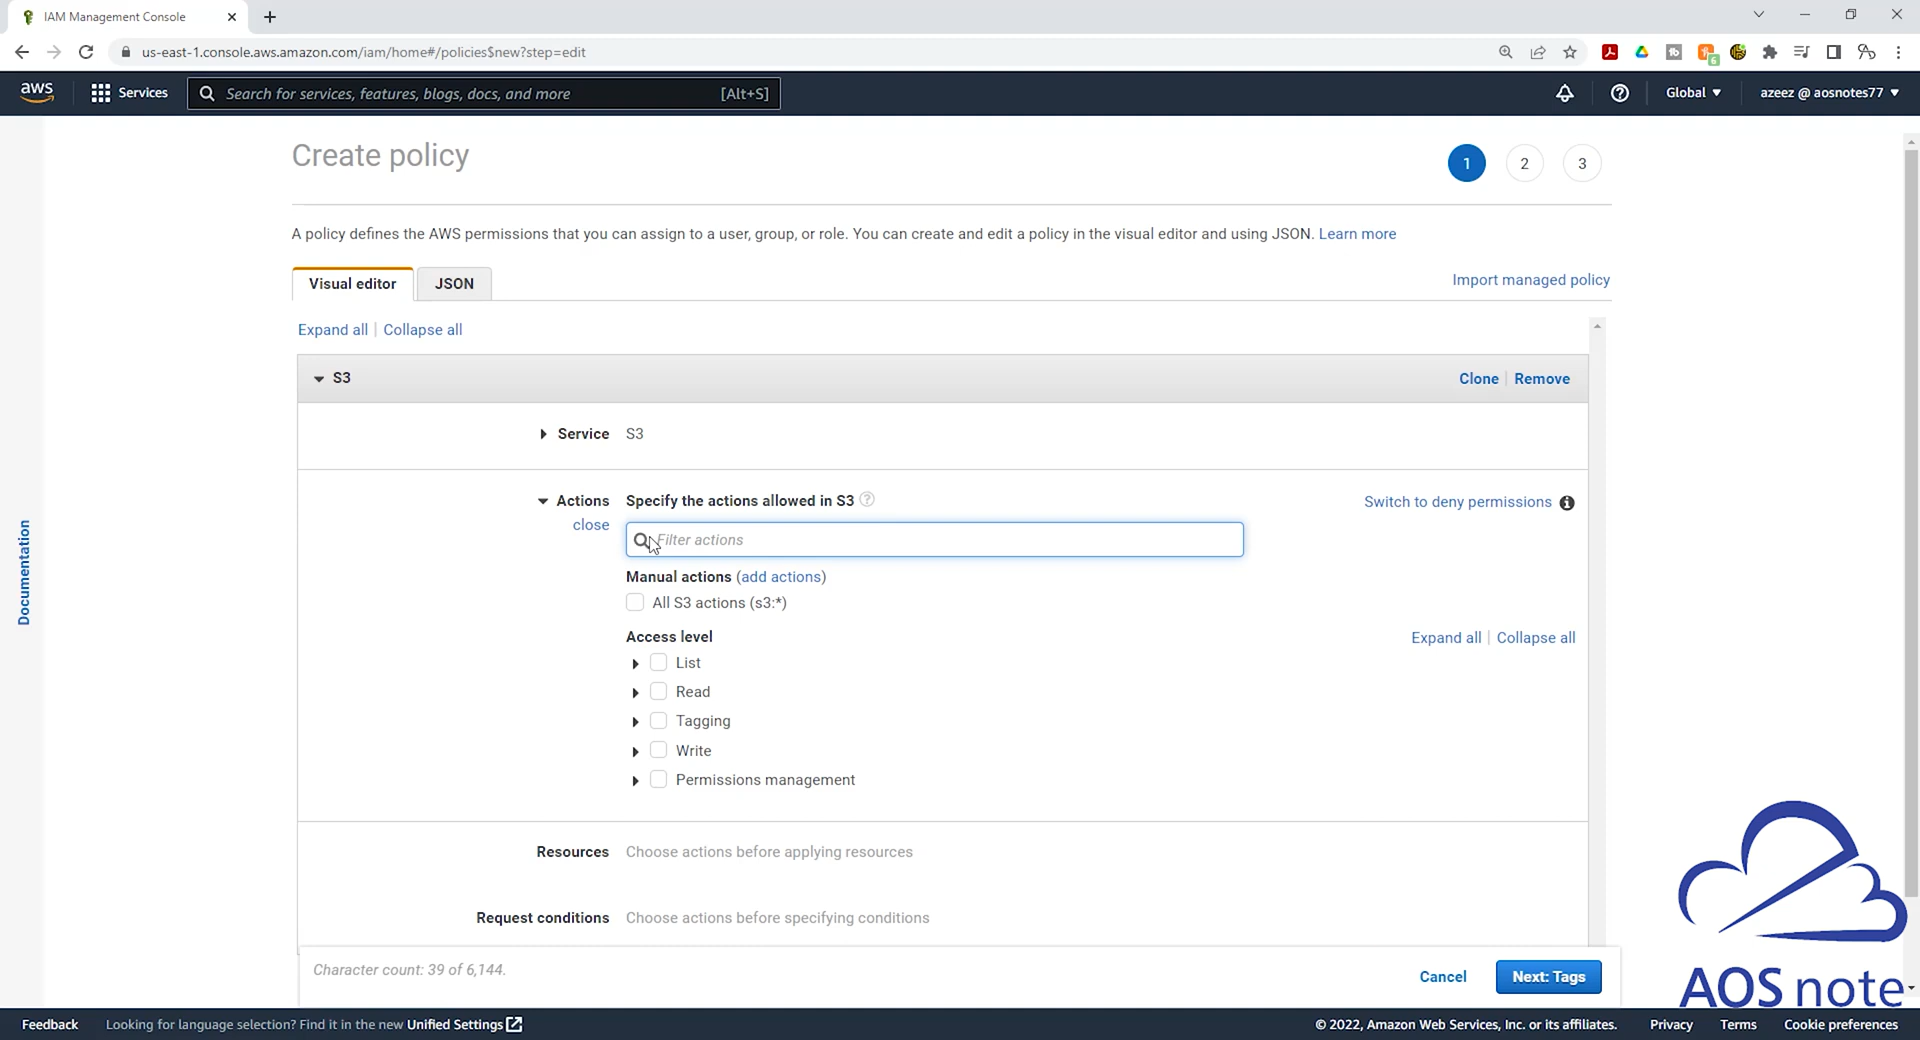 IAM Management Console
us-east-1.console.aws.amazon.com/iam/home#/policies$new?step=edit
6
aws
Services
Search for services, features, blogs, docs, and more
[Alt+S]
Global
azeez @ aosnotes77
Create policy
1
2
3
A policy defines the AWS permissions that you can assign to a user, group, or role. You can create and edit a policy in the visual editor and using JSON. Learn more
Visual editor
JSON
Import managed policy
Expand all | Collapse all
S3
Clone | Remove
Service
S3
Actions
Specify the actions allowed in S3
Switch to deny permissions
close
Filter actions
Manual actions (add actions)
All S3 actions (s3:*)
Access level
Expand all | Collapse all
List
Read
Tagging
Write
Permissions management
Documentation
Resources
Choose actions before applying resources
Request conditions
Choose actions before specifying conditions
Character count: 39 of 6,144.
Cancel
Next: Tags
AOS note
Feedback
Looking for language selection? Find it in the new Unified Settings
© 2022, Amazon Web Services, Inc. or its affiliates.
Privacy
Terms
Cookie preferences